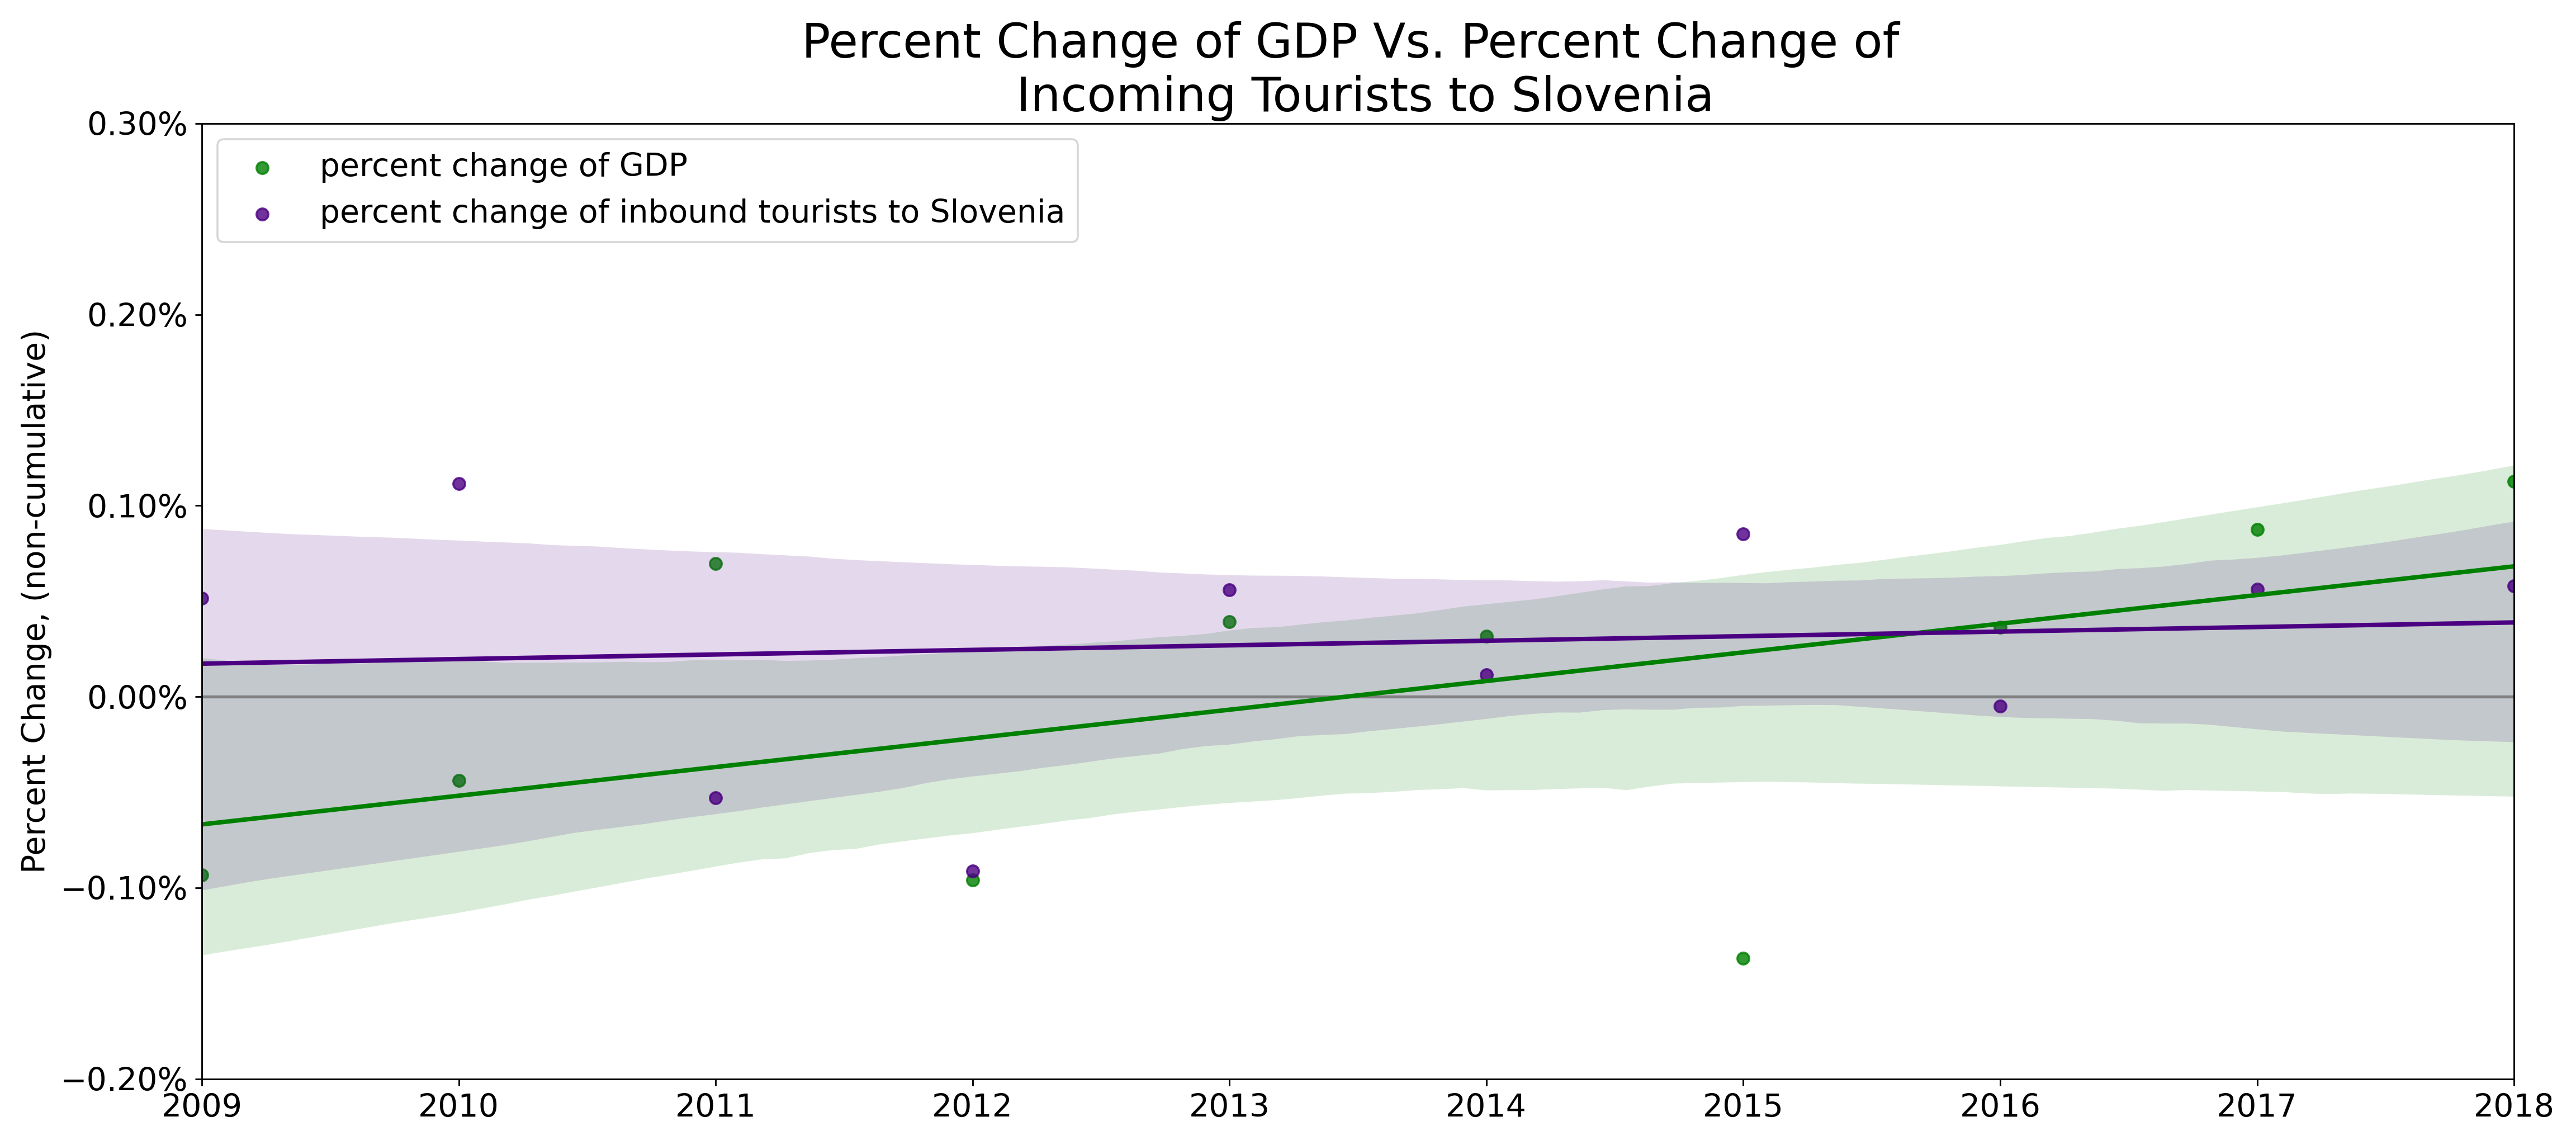 Percent Change of GDP Vs. Percent Change of
Incoming Tourists to Slovenia
Percent Change, (non-cumulative)
0.30%
0.20%
0.10%
0.00%
−0.10%
−0.20%
percent change of GDP
percent change of inbound tourists to Slovenia
2009 2010 2011 2012 2013 2014 2015 2016 2017 2018